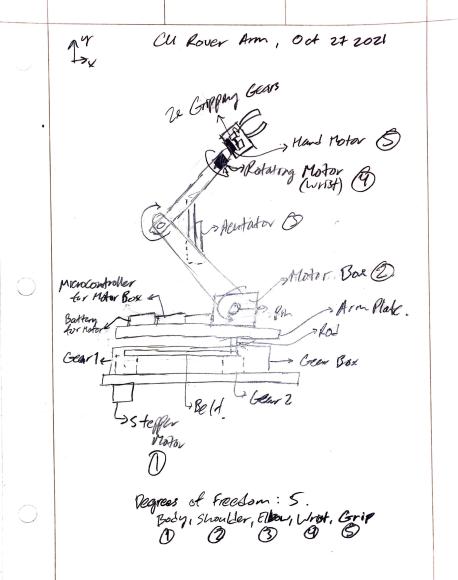 y
x
CU Rover Arm, Oct 27 2021
2x Gripping Gears
Hand Motor ⑤
Rotating Motor
(Wrist) ④
Actuator ③
Motor Box ②
Microcontroller
for Motor Box
Battery
for Motor
Arm Plate.
Rod
Gear 1
Gear Box
Gear 2
Belt.
Stepper
Motor
①
Degrees of Freedom: 5.
Body, Shoulder, Elbow, Wrist, Grip
① ② ③ ④ ⑤